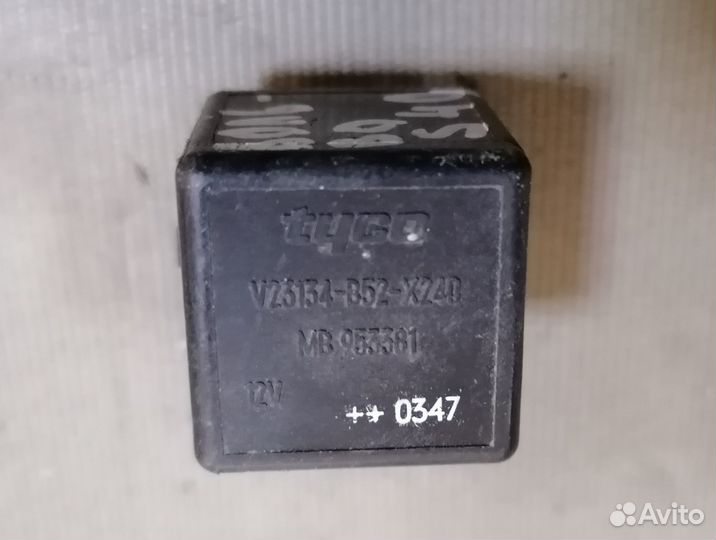 tyco
V23134-B52-X240
MB 953381
12V
++ 0347
Avito